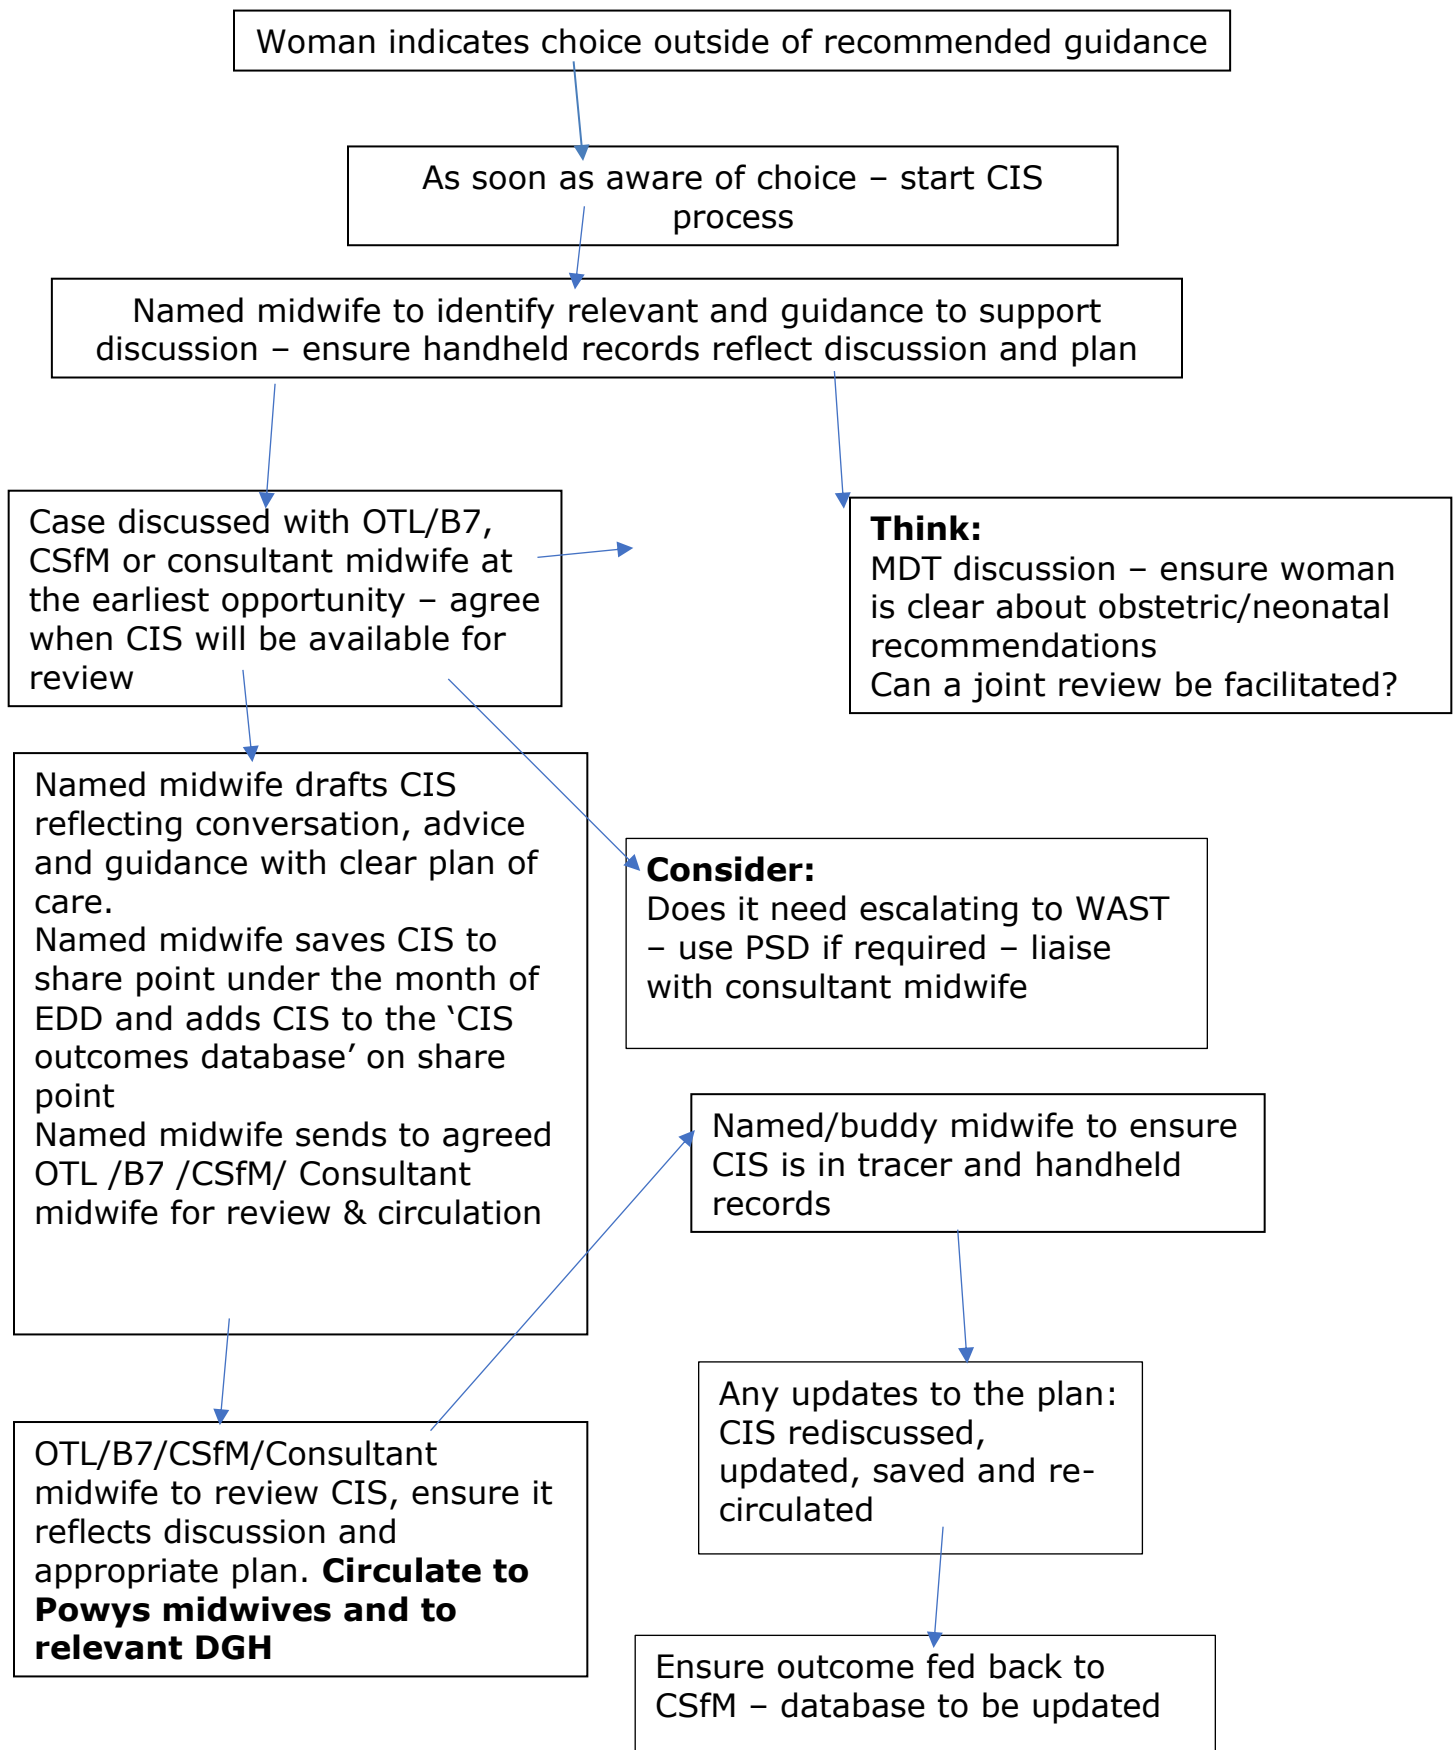 Woman indicates choice outside of recommended guidance
As soon as aware of choice – start CIS
process
Named midwife to identify relevant and guidance to support
discussion – ensure handheld records reflect discussion and plan
Case discussed with OTL/B7,
CSfM or consultant midwife at
the earliest opportunity – agree
when CIS will be available for
review
Think:
MDT discussion – ensure woman
is clear about obstetric/neonatal
recommendations
Can a joint review be facilitated?
Named midwife drafts CIS
reflecting conversation, advice
and guidance with clear plan of
care.
Named midwife saves CIS to
share point under the month of
EDD and adds CIS to the ‘CIS
outcomes database’ on share
point
Named midwife sends to agreed
OTL /B7 /CSfM/ Consultant
midwife for review & circulation
Consider:
Does it need escalating to WAST
– use PSD if required – liaise
with consultant midwife
Named/buddy midwife to ensure
CIS is in tracer and handheld
records
Any updates to the plan:
CIS rediscussed,
updated, saved and re-
circulated
OTL/B7/CSfM/Consultant
midwife to review CIS, ensure it
reflects discussion and
appropriate plan. Circulate to
Powys midwives and to
relevant DGH
Ensure outcome fed back to
CSfM – database to be updated